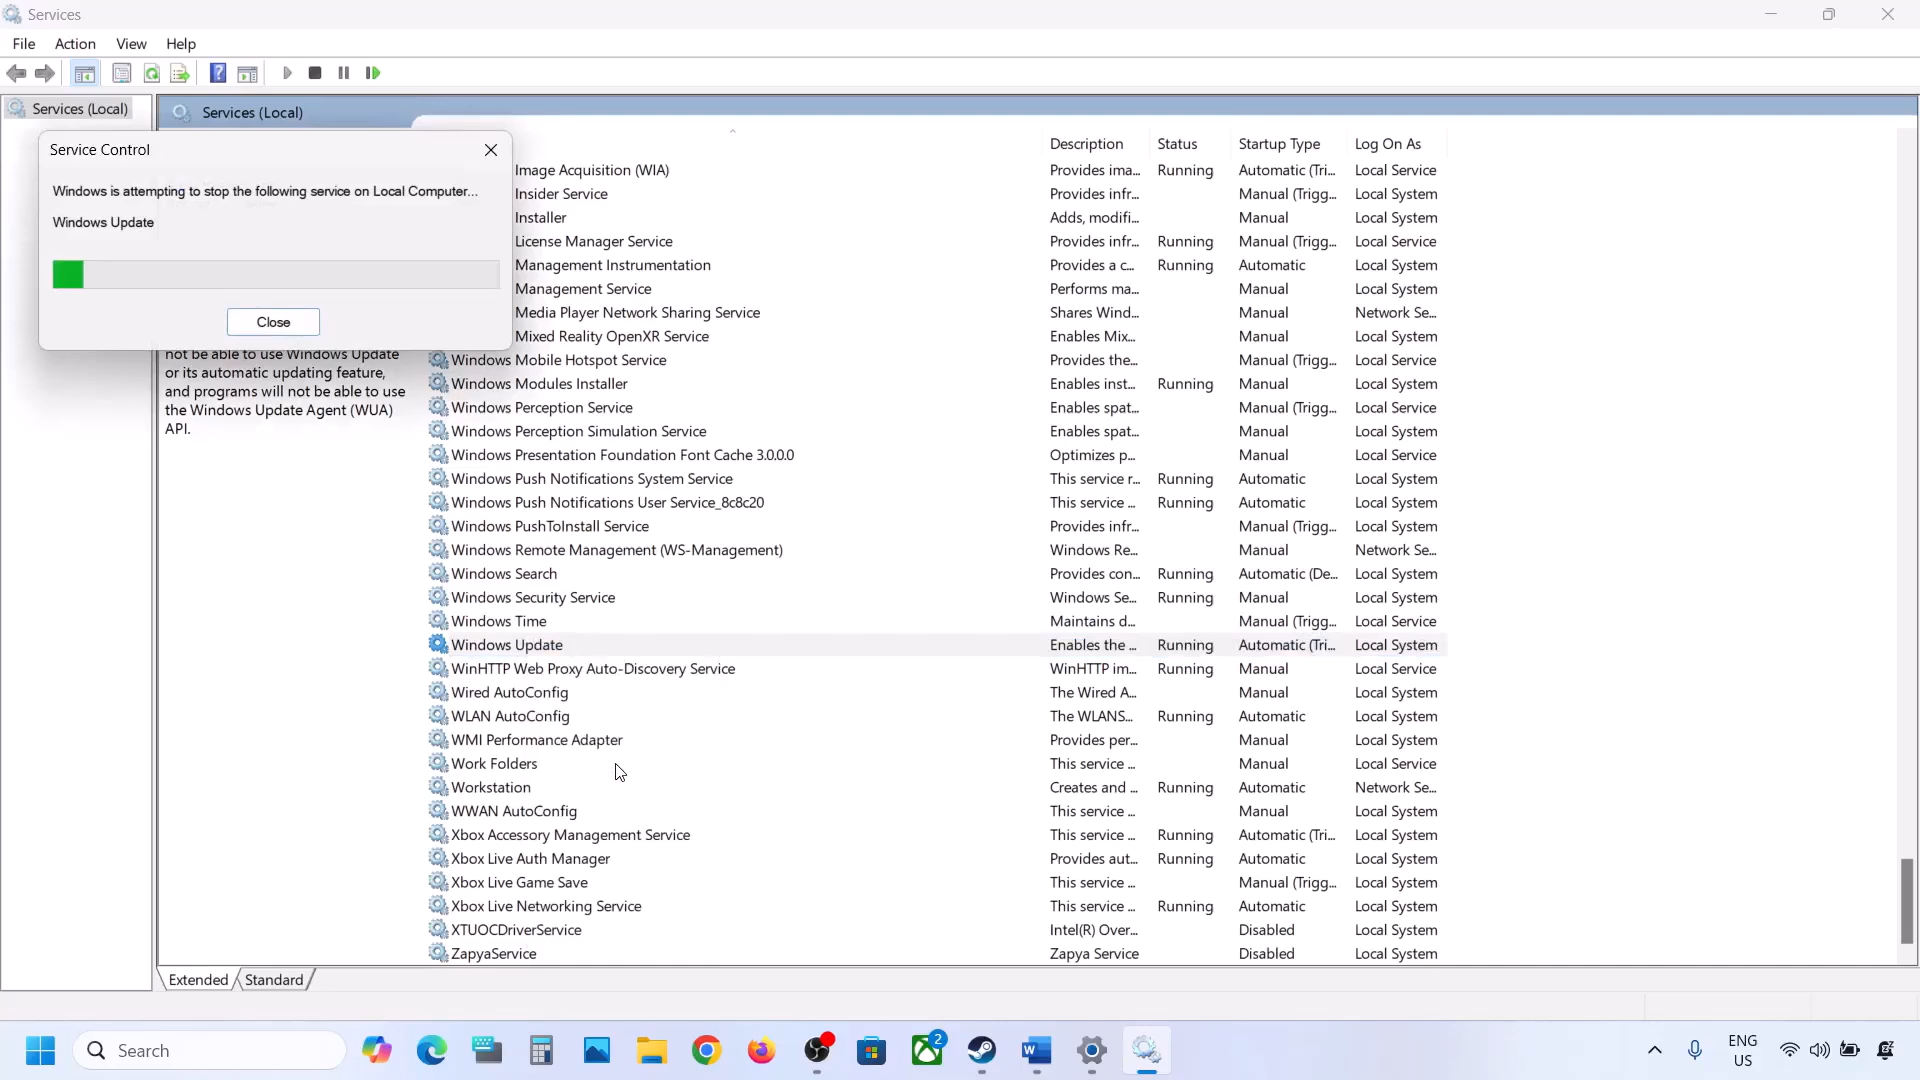 Services
File Action View Help
Services (Local)
Services (Local)
Service Control
Windows is attempting to stop the following service on Local Computer...
Windows Update
Close
not be able to use Windows Update
or its automatic updating feature,
and programs will not be able to use
the Windows Update Agent (WUA)
API.
Description Status Startup Type Log On As
Image Acquisition (WIA) Provides ima... Running Automatic (Tri... Local Service
Insider Service Provides infr... Manual (Trigg... Local System
Installer Adds, modifi... Manual Local System
License Manager Service Provides infr... Running Manual (Trigg... Local Service
Management Instrumentation Provides a c... Running Automatic Local System
Management Service Performs ma... Manual Local System
Media Player Network Sharing Service Shares Wind... Manual Network Se...
Mixed Reality OpenXR Service Enables Mix... Manual Local System
Windows Mobile Hotspot Service Provides the... Manual (Trigg... Local Service
Windows Modules Installer Enables inst... Running Manual Local System
Windows Perception Service Enables spat... Manual (Trigg... Local Service
Windows Perception Simulation Service Enables spat... Manual Local System
Windows Presentation Foundation Font Cache 3.0.0.0 Optimizes p... Manual Local Service
Windows Push Notifications System Service This service r... Running Automatic Local System
Windows Push Notifications User Service_8c8c20 This service ... Running Automatic Local System
Windows PushToInstall Service Provides infr... Manual (Trigg... Local System
Windows Remote Management (WS-Management) Windows Re... Manual Network Se...
Windows Search Provides con... Running Automatic (De... Local System
Windows Security Service Windows Se... Running Manual Local System
Windows Time Maintains d... Manual (Trigg... Local Service
Windows Update Enables the ... Running Automatic (Tri... Local System
WinHTTP Web Proxy Auto-Discovery Service WinHTTP im... Running Manual Local Service
Wired AutoConfig The Wired A... Manual Local System
WLAN AutoConfig The WLANS... Running Automatic Local System
WMI Performance Adapter Provides per... Manual Local System
Work Folders This service ... Manual Local Service
Workstation Creates and ... Running Automatic Network Se...
WWAN AutoConfig This service ... Manual Local System
Xbox Accessory Management Service This service ... Running Automatic (Tri... Local System
Xbox Live Auth Manager Provides aut... Running Automatic Local System
Xbox Live Game Save This service ... Manual (Trigg... Local System
Xbox Live Networking Service This service ... Running Automatic Local System
XTUOCDriverService Intel(R) Over... Disabled Local System
ZapyaService Zapya Service Disabled Local System
Extended Standard
Search
2
ENG
US